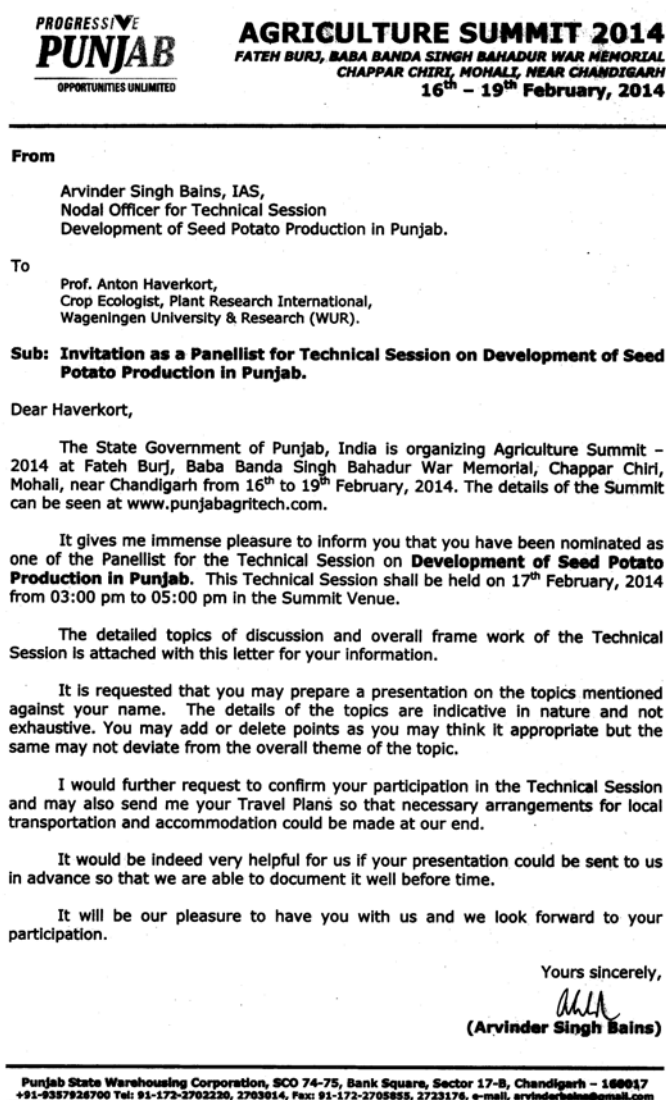 PROGRESSIVE
PUNJAB
OPPORTUNITIES UNLIMITED
AGRICULTURE SUMMIT 2014
FATEH BURJ, BABA BANDA SINGH BAHADUR WAR MEMORIAL
CHAPPAR CHIRI, MOHALI, NEAR CHANDIGARH
16th – 19th February, 2014
From
Arvinder Singh Bains, IAS,
Nodal Officer for Technical Session
Development of Seed Potato Production in Punjab.
To
Prof. Anton Haverkort,
Crop Ecologist, Plant Research International,
Wageningen University & Research (WUR).
Sub: Invitation as a Panellist for Technical Session on Development of Seed
Potato Production in Punjab.
Dear Haverkort,
The State Government of Punjab, India is organizing Agriculture Summit –
2014 at Fateh Burj, Baba Banda Singh Bahadur War Memorial, Chappar Chiri,
Mohali, near Chandigarh from 16th to 19th February, 2014. The details of the Summit
can be seen at www.punjabagritech.com.
It gives me immense pleasure to inform you that you have been nominated as
one of the Panellist for the Technical Session on Development of Seed Potato
Production in Punjab. This Technical Session shall be held on 17th February, 2014
from 03:00 pm to 05:00 pm in the Summit Venue.
The detailed topics of discussion and overall frame work of the Technical
Session is attached with this letter for your information.
It is requested that you may prepare a presentation on the topics mentioned
against your name. The details of the topics are indicative in nature and not
exhaustive. You may add or delete points as you may think it appropriate but the
same may not deviate from the overall theme of the topic.
I would further request to confirm your participation in the Technical Session
and may also send me your Travel Plans so that necessary arrangements for local
transportation and accommodation could be made at our end.
It would be indeed very helpful for us if your presentation could be sent to us
in advance so that we are able to document it well before time.
It will be our pleasure to have you with us and we look forward to your
participation.
Yours sincerely,
(Arvinder Singh Bains)
Punjab State Warehousing Corporation, SCO 74-75, Bank Square, Sector 17-B, Chandigarh – 160017
+91-9357926700 Tel: 91-172-2702220, 2703014, Fax: 91-172-2705855, 2723176, e-mail. arvinderbains@gmail.com